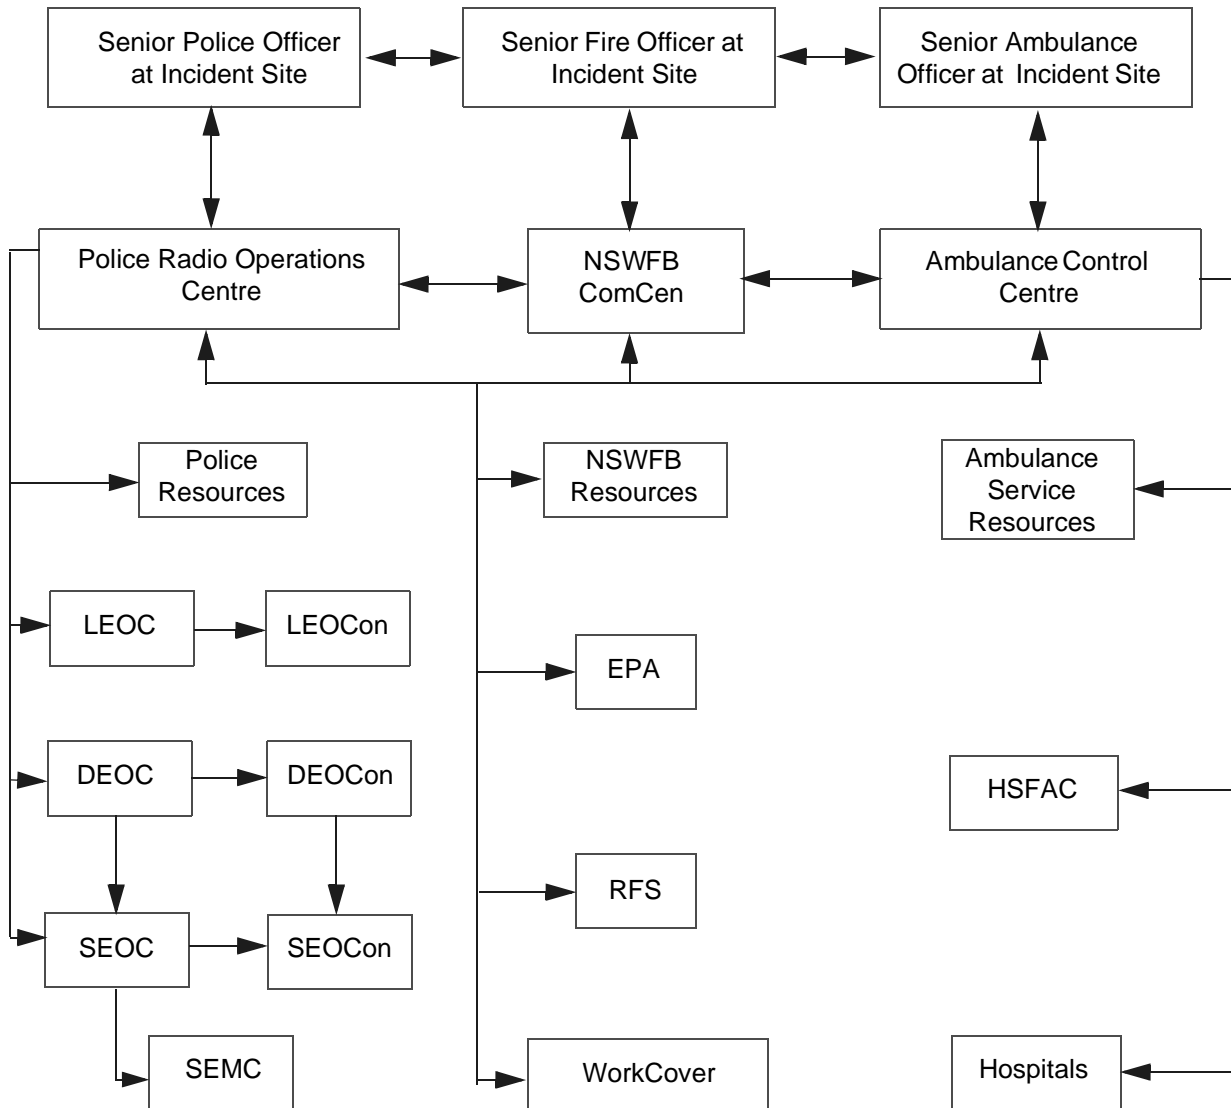 Senior Police Officer
at Incident Site
Senior Fire Officer at
Incident Site
Senior Ambulance
Officer at Incident Site
Police Radio Operations
Centre
NSWFB
ComCen
Ambulance Control
Centre
Police
Resources
NSWFB
Resources
Ambulance
Service
Resources
LEOC
LEOCon
EPA
DEOC
DEOCon
HSFAC
RFS
SEOC
SEOCon
SEMC
WorkCover
Hospitals